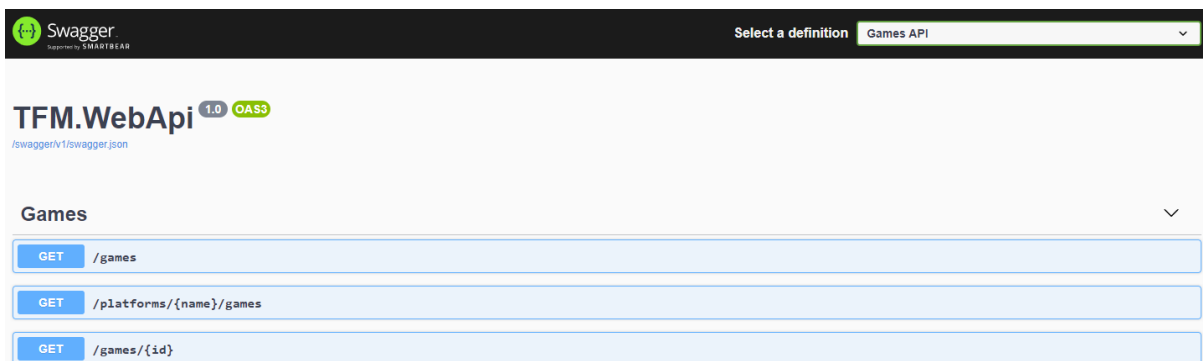 {··} Swagger
Supported by SMARTBEAR
Select a definition Games API
TFM.WebApi 1.0 OAS3
/swagger/v1/swagger.json
Games
GET /games
GET /platforms/{name}/games
GET /games/{id}